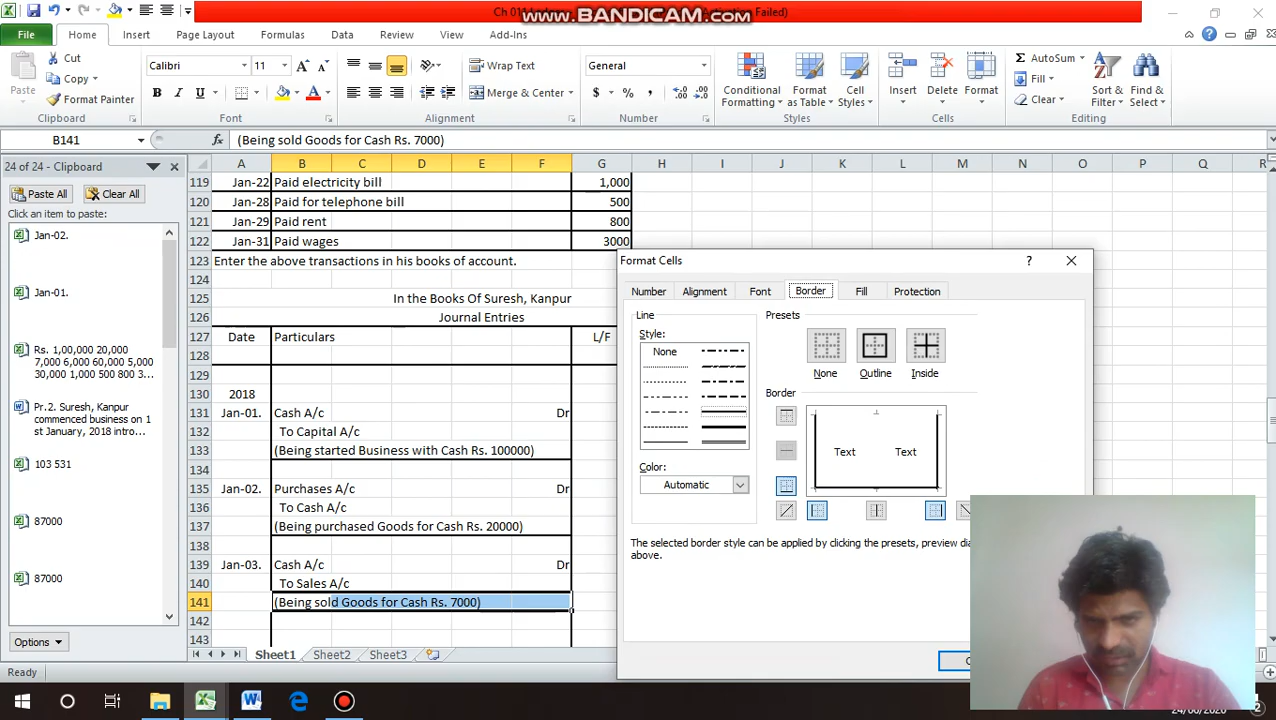 www.BANDICAM.com
Failed)
File Home Insert Page Layout Formulas Data Review View Add-Ins
Cut
Copy
Format Painter
Paste
Clipboard
Calibri 11
B I U
Font
Wrap Text
Merge & Center
Alignment
General
$ % ,
Number
Conditional Formatting
Format as Table
Cell Styles
Styles
Insert Delete Format
Cells
AutoSum
Fill
Clear
Sort & Filter
Find & Select
Editing
B141 fx (Being sold Goods for Cash Rs. 7000)
24 of 24 - Clipboard
Paste All Clear All
Click an item to paste:
Jan-02.
Jan-01.
Rs. 1,00,000 20,000
7,000 6,000 60,000 5,000
30,000 1,000 500 800 3...
Pr.2. Suresh, Kanpur
commenced business on 1
st January, 2018 intro...
103 531
87000
87000
Options
A B C D E F G H I J K L M N O P Q R
119 Jan-22 Paid electricity bill 1,000
120 Jan-28 Paid for telephone bill 500
121 Jan-29 Paid rent 800
122 Jan-31 Paid wages 3000
123 Enter the above transactions in his books of account.
124
125 In the Books Of Suresh, Kanpur
126 Journal Entries
127 Date Particulars L/F
128
129
130 2018
131 Jan-01. Cash A/c Dr
132 To Capital A/c
133 (Being started Business with Cash Rs. 100000)
134
135 Jan-02. Purchases A/c Dr
136 To Cash A/c
137 (Being purchased Goods for Cash Rs. 20000)
138
139 Jan-03. Cash A/c Dr
140 To Sales A/c
141 (Being sold Goods for Cash Rs. 7000)
142
143
Sheet1 Sheet2 Sheet3
Ready
Format Cells
Number Alignment Font Border Fill Protection
Line
Style:
None
Color:
Automatic
Presets
None Outline Inside
Border
Text Text
The selected border style can be applied by clicking the presets, preview
above.